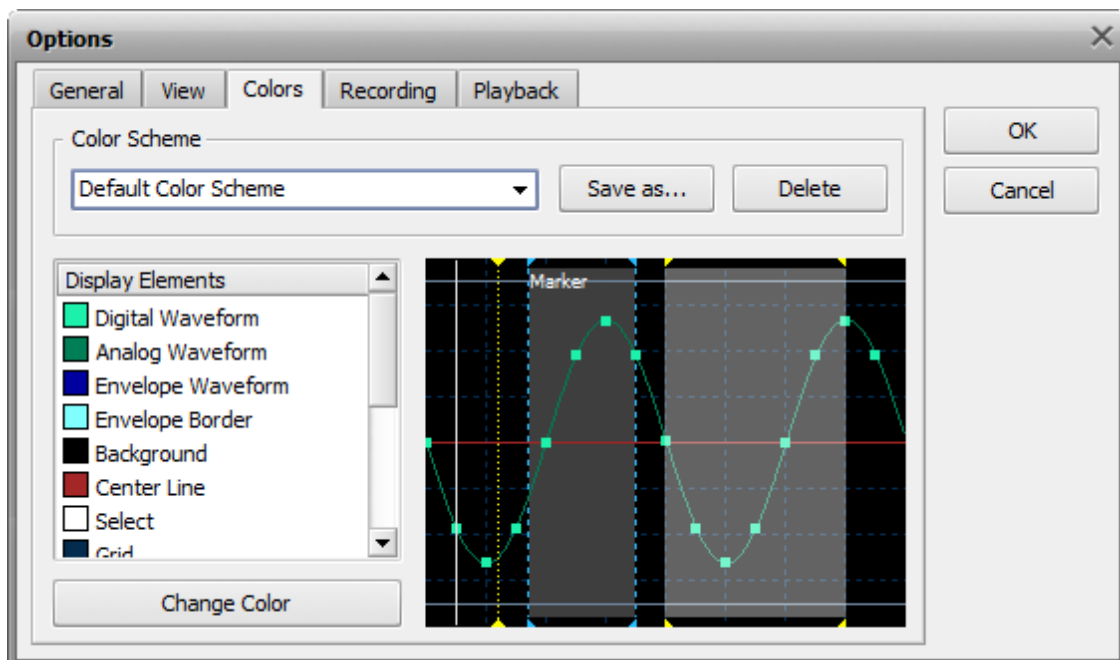 Options
General View Colors Recording Playback
OK
Cancel
Color Scheme
Default Color Scheme Save as... Delete
Display Elements
Digital Waveform
Analog Waveform
Envelope Waveform
Envelope Border
Background
Center Line
Select
Grid
Change Color
Marker